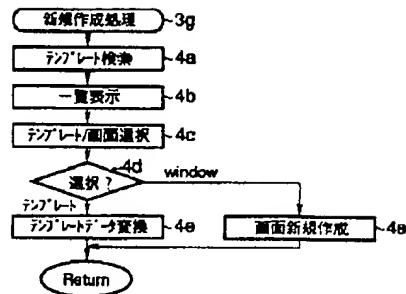 新規作成処理 3g
テンプレート検索 4a
一覧表示 4b
テンプレート/画面選択 4c
4d
選択? window
テンプレート
テンプレートデータ変換 4e 画面新規作成 4e
Return